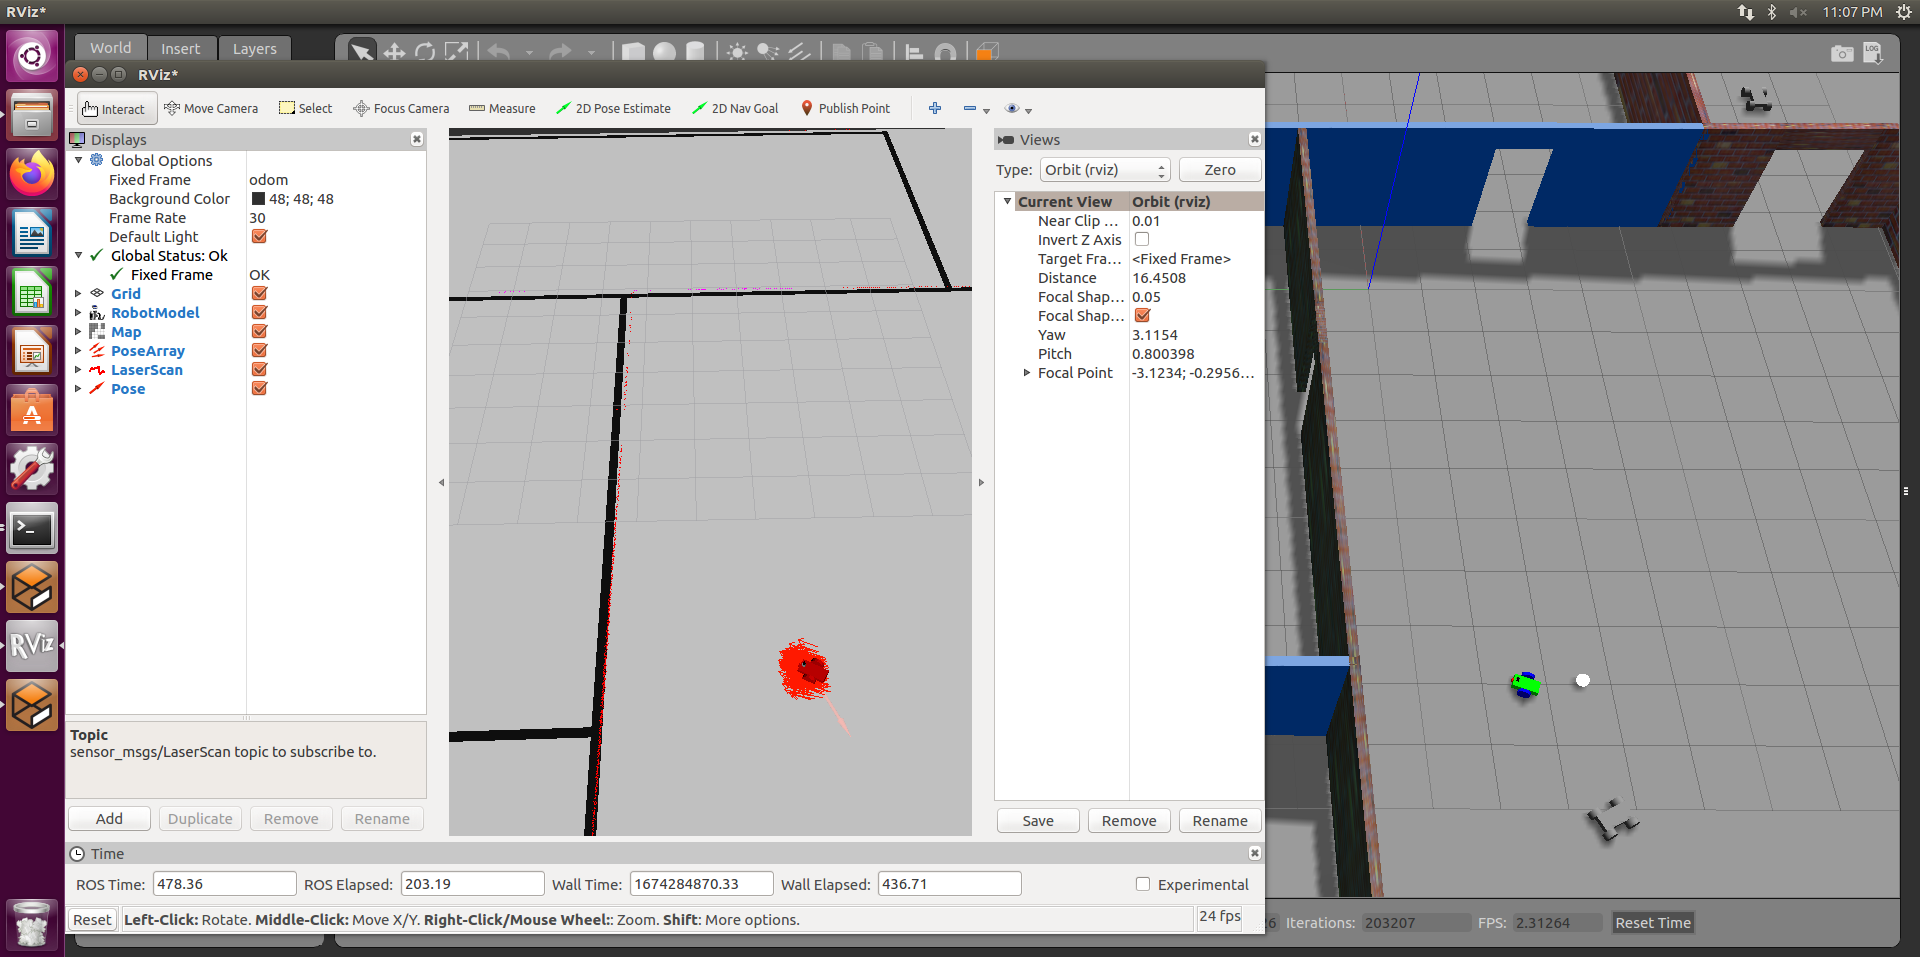 RViz*
11:07 PM
World Insert Layers
LOG
RViz*
Interact Move Camera Select Focus Camera Measure 2D Pose Estimate 2D Nav Goal Publish Point
Displays
Global Options
Fixed Frame odom
Background Color 48; 48; 48
Frame Rate 30
Default Light
Global Status: Ok
Fixed Frame OK
Grid
RobotModel
Map
PoseArray
LaserScan
Pose
Topic
sensor_msgs/LaserScan topic to subscribe to.
Add Duplicate Remove Rename
Views
Type: Orbit (rviz) Zero
Current View Orbit (rviz)
Near Clip ... 0.01
Invert Z Axis
Target Fra... <Fixed Frame>
Distance 16.4508
Focal Shap... 0.05
Focal Shap...
Yaw 3.1154
Pitch 0.800398
Focal Point -3.1234; -0.2956...
Save Remove Rename
RViz
Time
ROS Time: 478.36 ROS Elapsed: 203.19 Wall Time: 1674284870.33 Wall Elapsed: 436.71 Experimental
Reset Left-Click: Rotate. Middle-Click: Move X/Y. Right-Click/Mouse Wheel: Zoom. Shift: More options. 24 fps
26 Iterations: 203207 FPS: 2.31264 Reset Time